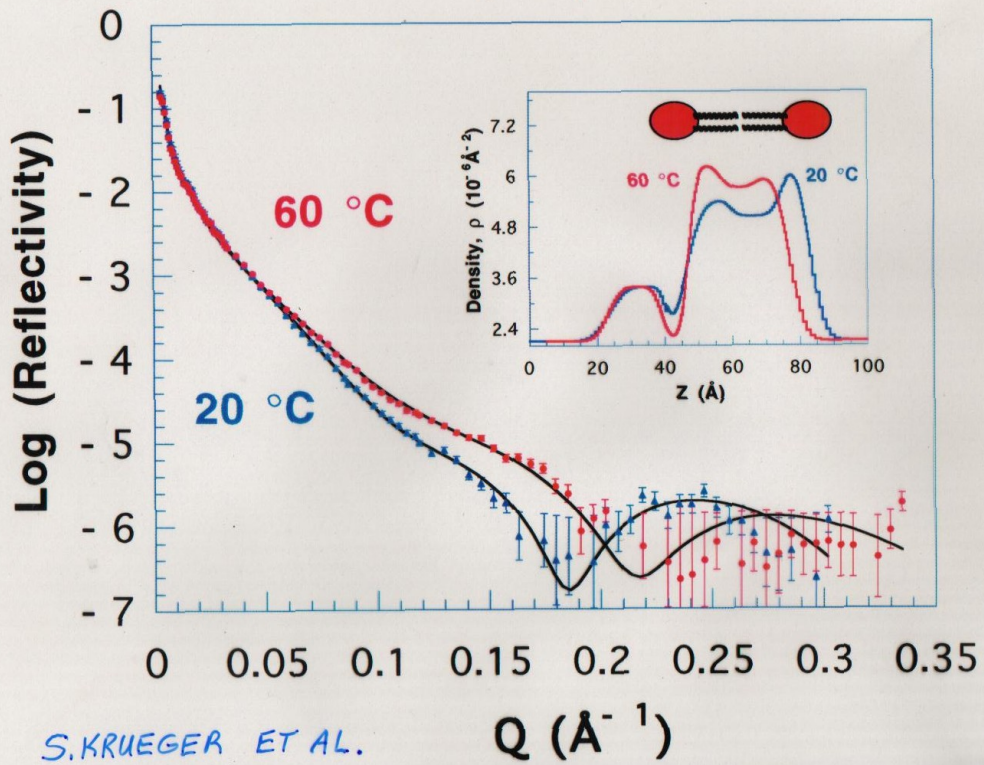 0
- 1
- 2
- 3
- 4
- 5
- 6
- 7
Log (Reflectivity)
60 °C
20 °C
7.2
6
4.8
3.6
2.4
Density, ρ (10⁻⁶Å⁻²)
60 °C
20 °C
0 20 40 60 80 100
Z (Å)
0 0.05 0.1 0.15 0.2 0.25 0.3 0.35
Q (Å⁻¹)
S.KRUEGER ET AL.